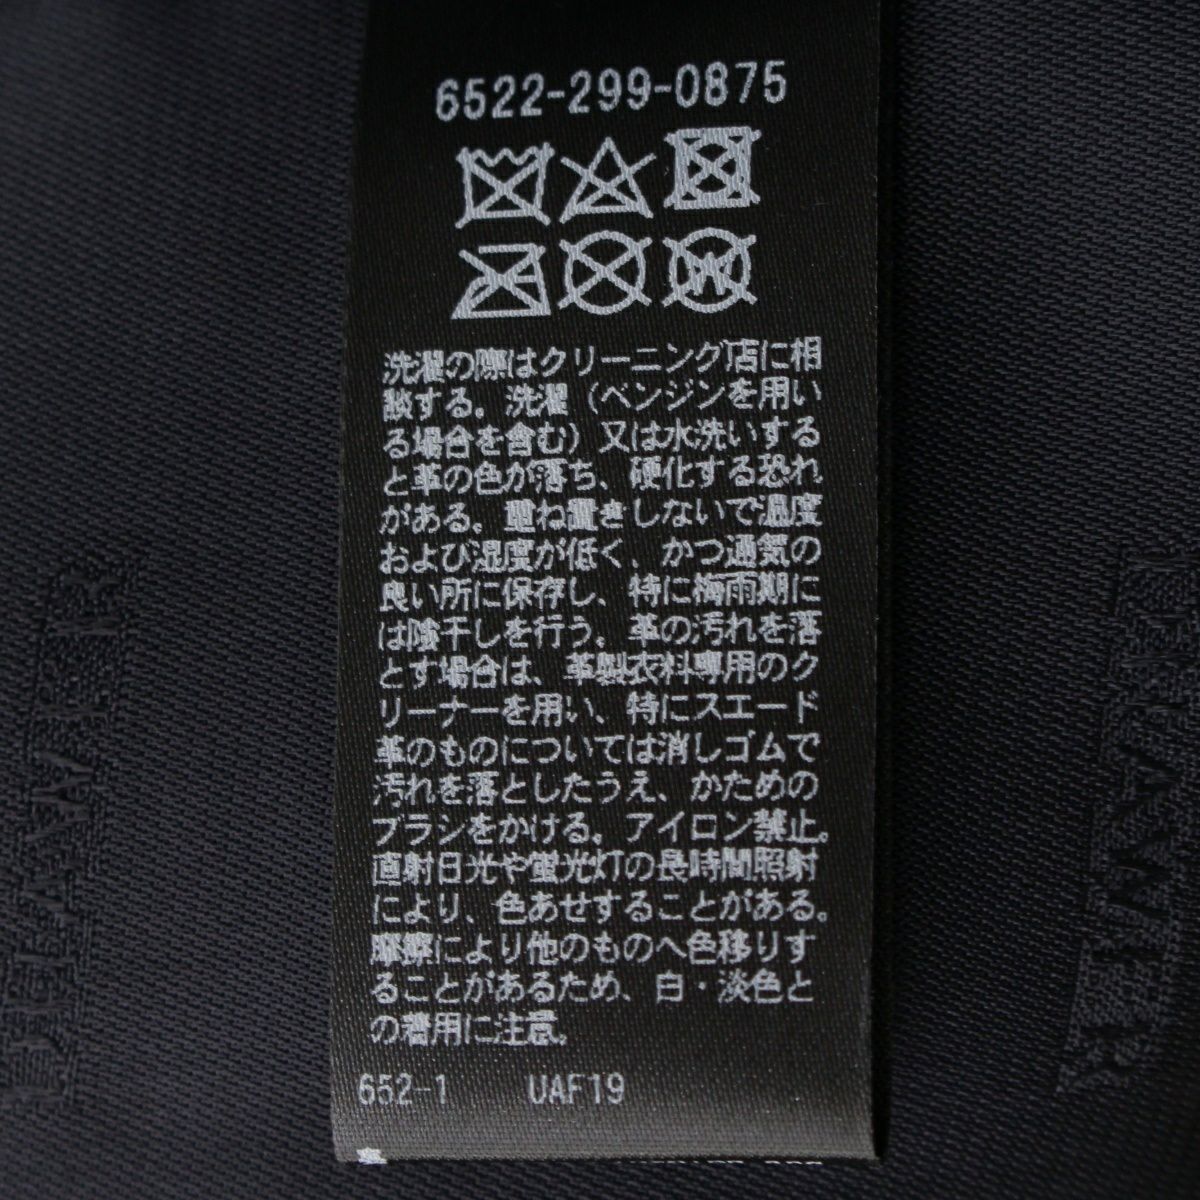 6522-299-0875
洗濯の際はクリーニング店に相
談する。洗濯（ベンジンを用い
る場合を含む）又は水洗いする
と革の色が落ち、硬化する恐れ
がある。重ね置きしないで温度
および湿度が低く、かつ通気の
良い所に保存し、特に梅雨期に
は陰干しを行う。革の汚れを落
とす場合は、革製衣料専用のク
リーナーを用い、特にスエード
革のものについては消しゴムで
汚れを落としたうえ、かための
ブラシをかける。アイロン禁止。
直射日光や蛍光灯の長時間照射
により、色あせすることがある。
摩擦により他のものへ色移りす
ることがあるため、白・淡色と
の着用に注意。
652-1 UAF19